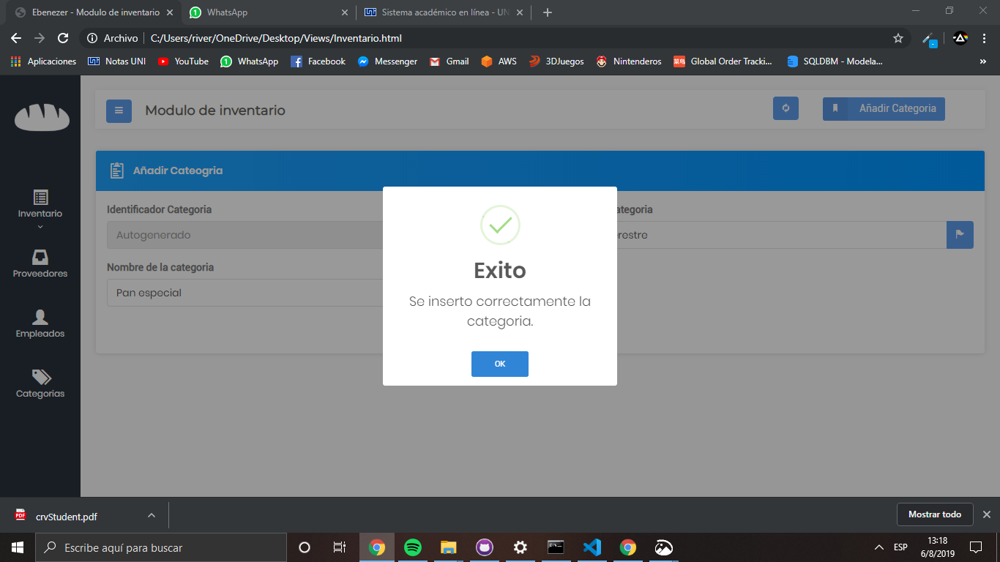 Ebenezer - Modulo de inventario
WhatsApp
Sistema académico en línea - UN
Archivo
C:/Users/river/OneDrive/Desktop/Views/Inventario.html
Aplicaciones
Notas UNI
YouTube
WhatsApp
Facebook
Messenger
Gmail
AWS
3DJuegos
Nintenderos
Global Order Tracki...
SQLDBM - Modela...
»
Modulo de inventario
Añadir Categoria
Inventario
Proveedores
Empleados
Categorias
Añadir Cateogria
Identificador Categoria
ategoria
Autogenerado
restre
Nombre de la categoria
Pan especial
Exito
Se inserto correctamente la
categoria.
OK
crvStudent.pdf
Mostrar todo
Escribe aquí para buscar
ESP
13:18
6/8/2019